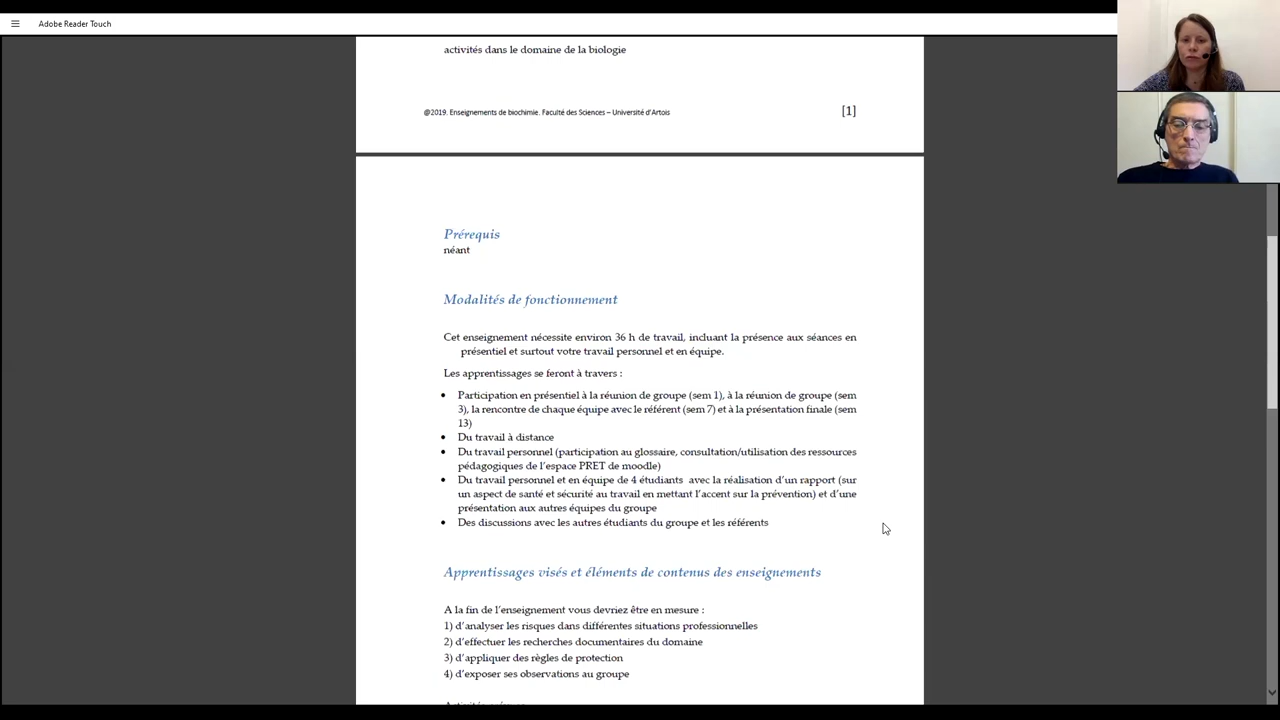 Adobe Reader Touch
activités dans le domaine de la biologie
@2019. Enseignements de biochimie. Faculté des Sciences – Université d'Artois
[1]
Prérequis
néant
Modalités de fonctionnement
Cet enseignement nécessite environ 36 h de travail, incluant la présence aux séances en
présentiel et surtout votre travail personnel et en équipe.
Les apprentissages se feront à travers :
• Participation en présentiel à la réunion de groupe (sem 1), à la réunion de groupe (sem
3), la rencontre de chaque équipe avec le référent (sem 7) et à la présentation finale (sem
13)
• Du travail à distance
• Du travail personnel (participation au glossaire, consultation/utilisation des ressources
pédagogiques de l'espace PRET de moodle)
• Du travail personnel et en équipe de 4 étudiants avec la réalisation d'un rapport (sur
un aspect de santé et sécurité au travail en mettant l'accent sur la prévention) et d'une
présentation aux autres équipes du groupe
• Des discussions avec les autres étudiants du groupe et les référents
Apprentissages visés et éléments de contenus des enseignements
A la fin de l'enseignement vous devriez être en mesure :
1) d'analyser les risques dans différentes situations professionnelles
2) d'effectuer les recherches documentaires du domaine
3) d'appliquer des règles de protection
4) d'exposer ses observations au groupe